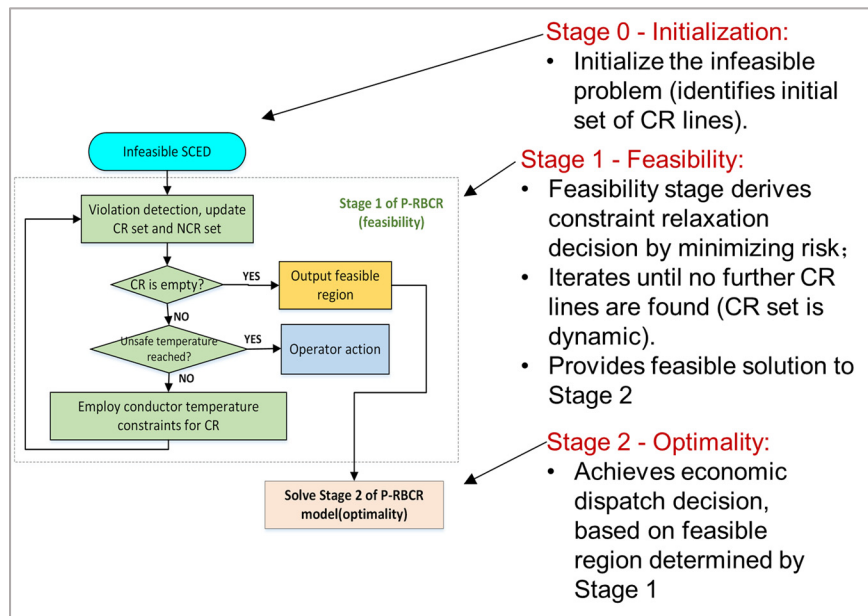 Infeasible SCED
Stage 1 of P-RBCR
(feasibility)
Violation detection, update
CR set and NCR set
CR is empty?
YES
Output feasible
region
NO
Unsafe temperature
reached?
YES
Operator action
NO
Employ conductor temperature
constraints for CR
Solve Stage 2 of P-RBCR
model(optimality)
Stage 0 - Initialization:
• Initialize the infeasible
problem (identifies initial
set of CR lines).
Stage 1 - Feasibility:
• Feasibility stage derives
constraint relaxation
decision by minimizing risk;
• Iterates until no further CR
lines are found (CR set is
dynamic).
• Provides feasible solution to
Stage 2
Stage 2 - Optimality:
• Achieves economic
dispatch decision,
based on feasible
region determined by
Stage 1